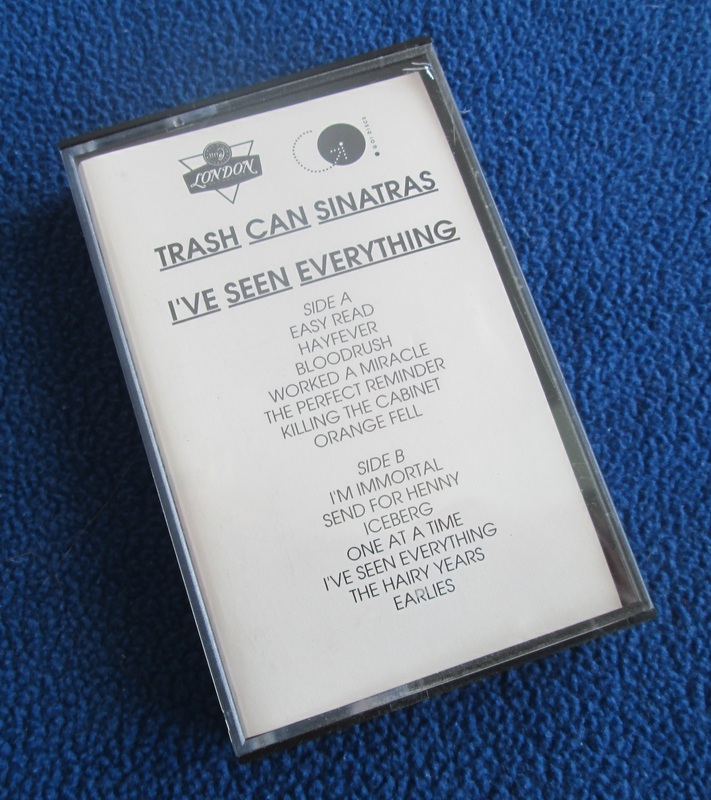 LONDON
TRASH CAN SINATRAS
I'VE SEEN EVERYTHING
SIDE A
EASY READ
HAYFEVER
BLOODRUSH
WORKED A MIRACLE
THE PERFECT REMINDER
KILLING THE CABINET
ORANGE FELL
SIDE B
I'M IMMORTAL
SEND FOR HENNY
ICEBERG
ONE AT A TIME
I'VE SEEN EVERYTHING
THE HAIRY YEARS
EARLIES